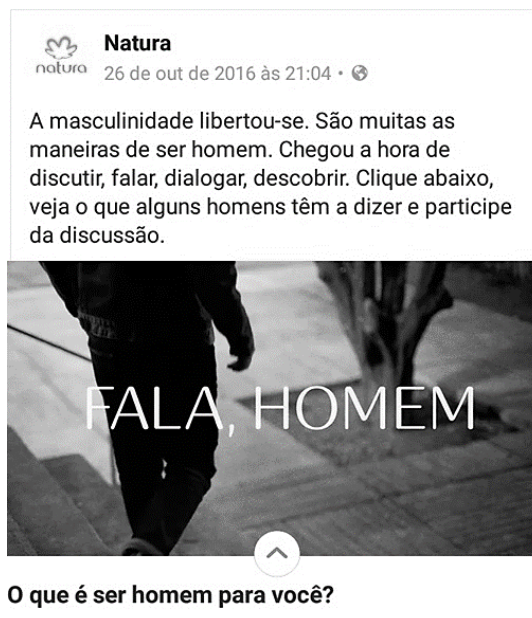 Natura
natura
26 de out de 2016 às 21:04 •
A masculinidade libertou-se. São muitas as
maneiras de ser homem. Chegou a hora de
discutir, falar, dialogar, descobrir. Clique abaixo,
veja o que alguns homens têm a dizer e participe
da discussão.
FALA, HOMEM
O que é ser homem para você?